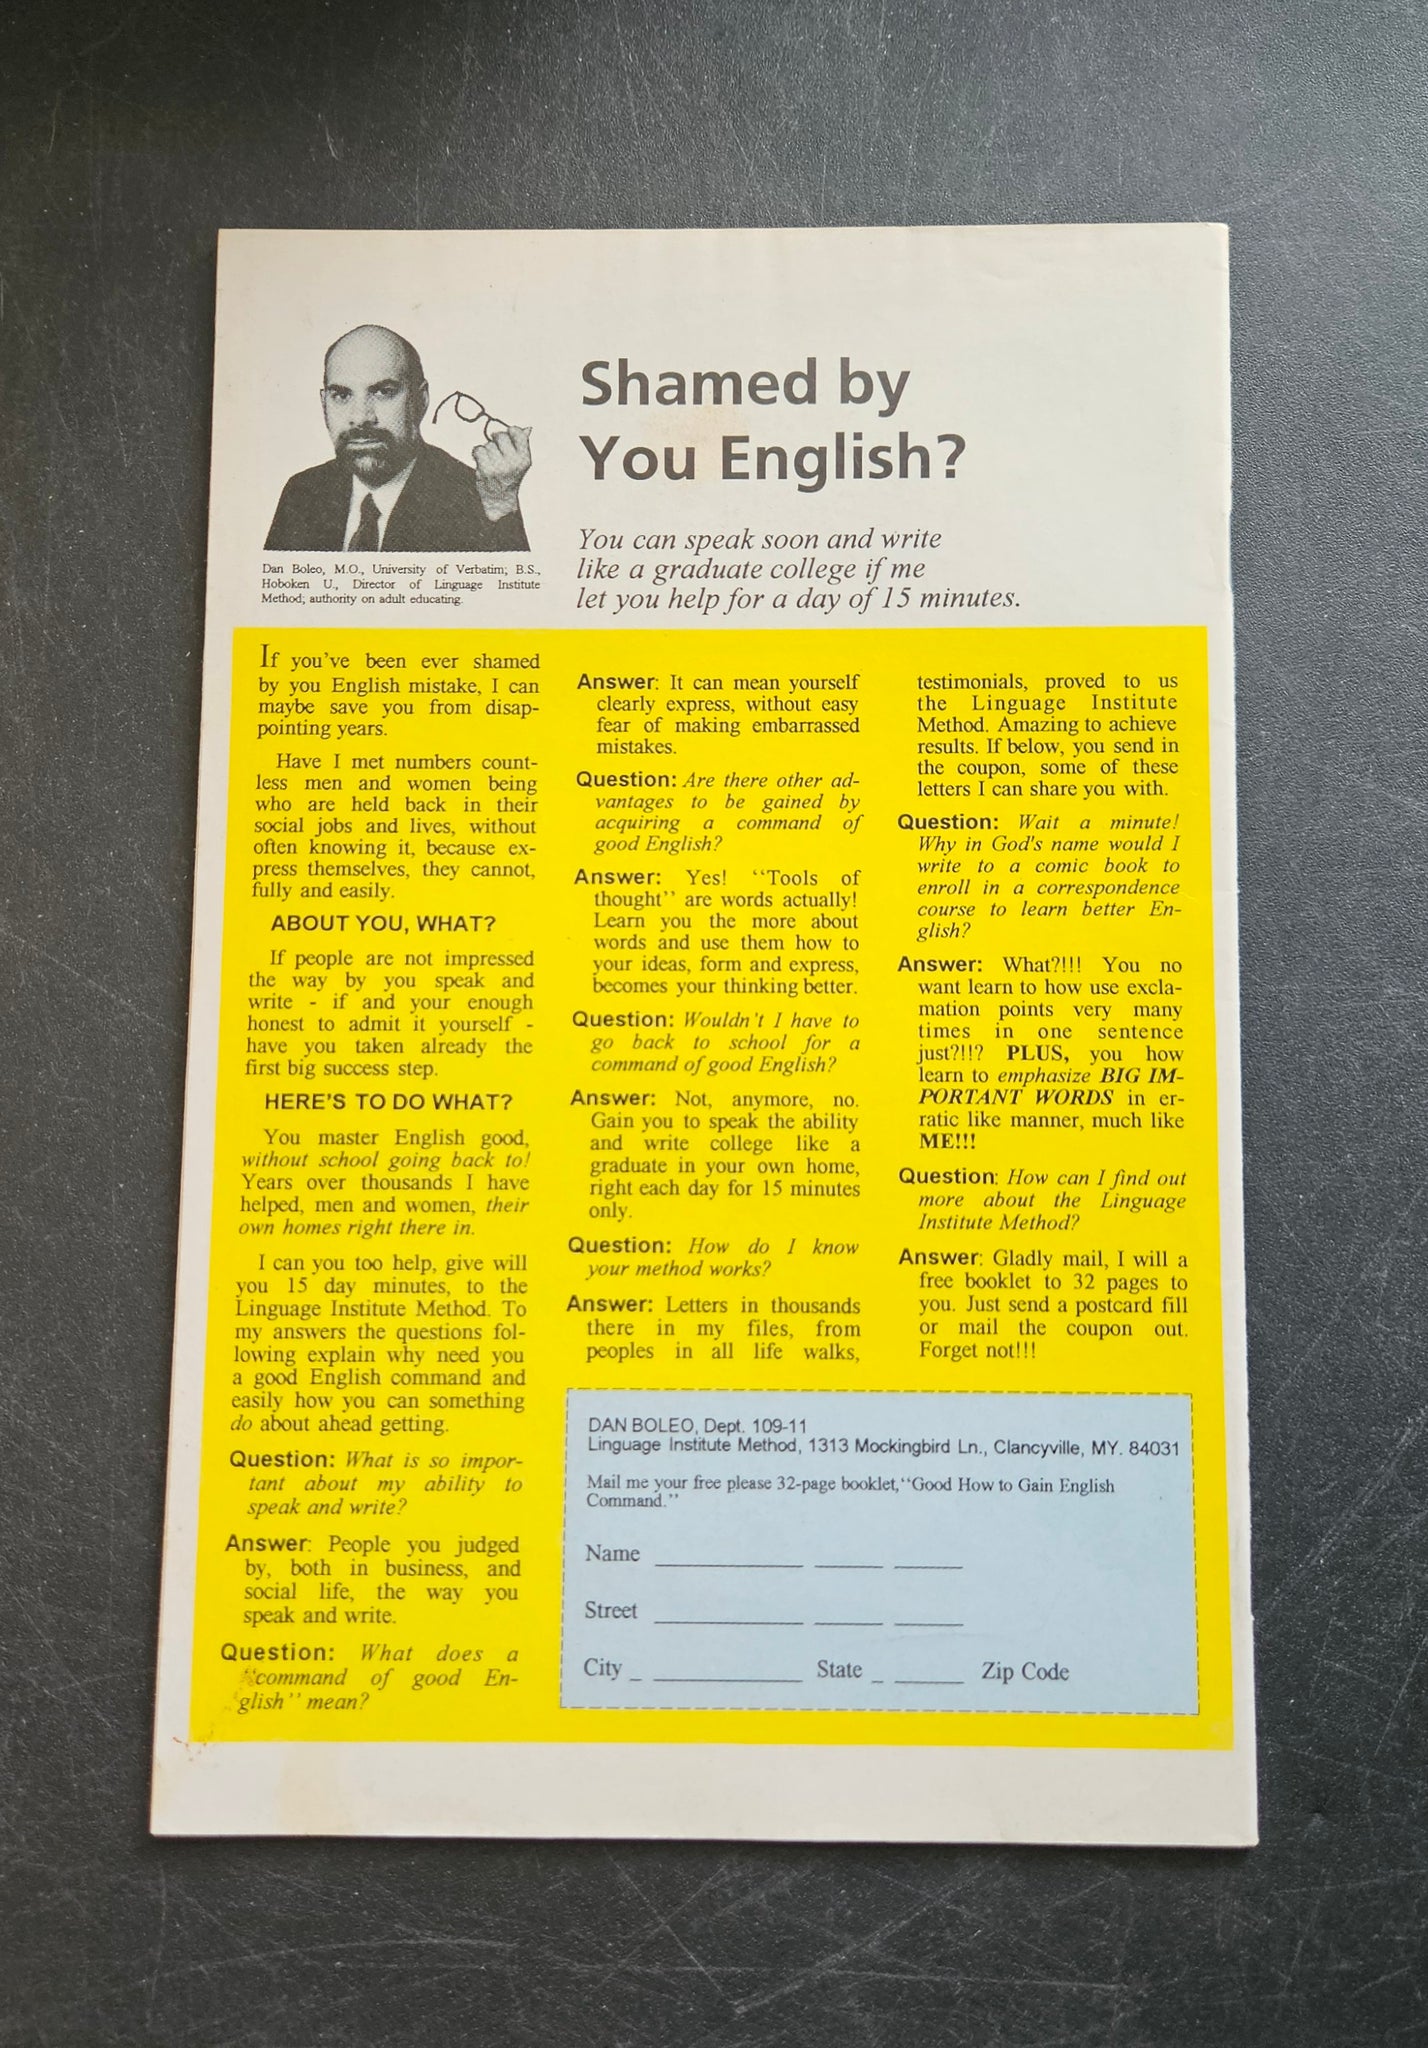 Shamed by
You English?
You can speak soon and write
like a graduate college if me
let you help for a day of 15 minutes.
Dan Boleo, M.O., University of Verbatim; B.S.,
Hoboken U., Director of Linguage Institute
Method; authority on adult educating.
If you've been ever shamed
by you English mistake, I can
maybe save you from disap-
pointing years.
Have I met numbers count-
less men and women being
who are held back in their
social jobs and lives, without
often knowing it, because ex-
press themselves, they cannot,
fully and easily.
ABOUT YOU, WHAT?
If people are not impressed
the way by you speak and
write - if and your enough
honest to admit it yourself -
have you taken already the
first big success step.
HERE'S TO DO WHAT?
You master English good,
without school going back to!
Years over thousands I have
helped, men and women, their
own homes right there in.
I can you too help, give will
you 15 day minutes, to the
Linguage Institute Method. To
my answers the questions fol-
lowing explain why need you
a good English command and
easily how you can something
do about ahead getting.
Question: What is so impor-
tant about my ability to
speak and write?
Answer: People you judged
by, both in business, and
social life, the way you
speak and write.
Question: What does a
"command of good En-
glish" mean?
Answer: It can mean yourself
clearly express, without easy
fear of making embarrassed
mistakes.
Question: Are there other ad-
vantages to be gained by
acquiring a command of
good English?
Answer: Yes! "Tools of
thought" are words actually!
Learn you the more about
words and use them how to
your ideas, form and express,
becomes your thinking better.
Question: Wouldn't I have to
go back to school for a
command of good English?
Answer: Not, anymore, no.
Gain you to speak the ability
and write college like a
graduate in your own home,
right each day for 15 minutes
only.
Question: How do I know
your method works?
Answer: Letters in thousands
there in my files, from
peoples in all life walks,
testimonials, proved to us
the Linguage Institute
Method. Amazing to achieve
results. If below, you send in
the coupon, some of these
letters I can share you with.
Question: Wait a minute!
Why in God's name would I
write to a comic book to
enroll in a correspondence
course to learn better En-
glish?
Answer: What?!!! You no
want learn to how use excla-
mation points very many
times in one sentence
just?!!? PLUS, you how
learn to emphasize BIG IM-
PORTANT WORDS in er-
ratic like manner, much like
ME!!!
Question: How can I find out
more about the Linguage
Institute Method?
Answer: Gladly mail, I will a
free booklet to 32 pages to
you. Just send a postcard fill
or mail the coupon out.
Forget not!!!
DAN BOLEO, Dept. 109-11
Linguage Institute Method, 1313 Mockingbird Ln., Clancyville, MY. 84031
Mail me your free please 32-page booklet, "Good How to Gain English
Command."
Name
Street
City State Zip Code